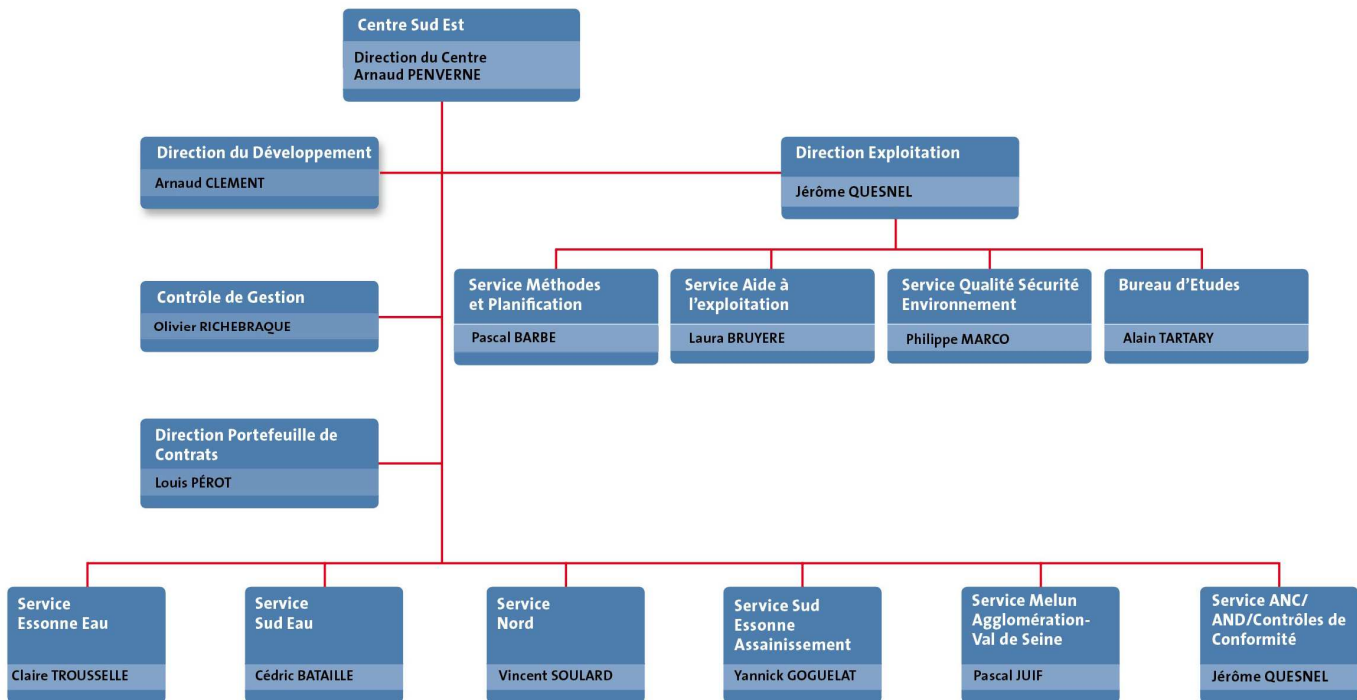 Centre Sud Est
Direction du Centre
Arnaud PENVERNE
Direction du Développement
Arnaud CLEMENT
Direction Exploitation
Jérôme QUESNEL
Contrôle de Gestion
Olivier RICHEBRAQUE
Service Méthodes
et Planification
Pascal BARBE
Service Aide à
l'exploitation
Laura BRUYERE
Service Qualité Sécurité
Environnement
Philippe MARCO
Bureau d'Etudes
Alain TARTARY
Direction Portefeuille de
Contrats
Louis PÉROT
Service
Essonne Eau
Claire TROUSSELLE
Service
Sud Eau
Cédric BATAILLE
Service
Nord
Vincent SOULARD
Service Sud
Essonne
Assainissement
Yannick GOGUELAT
Service Melun
Agglomération-
Val de Seine
Pascal JUIF
Service ANC/
AND/Contrôles de
Conformité
Jérôme QUESNEL